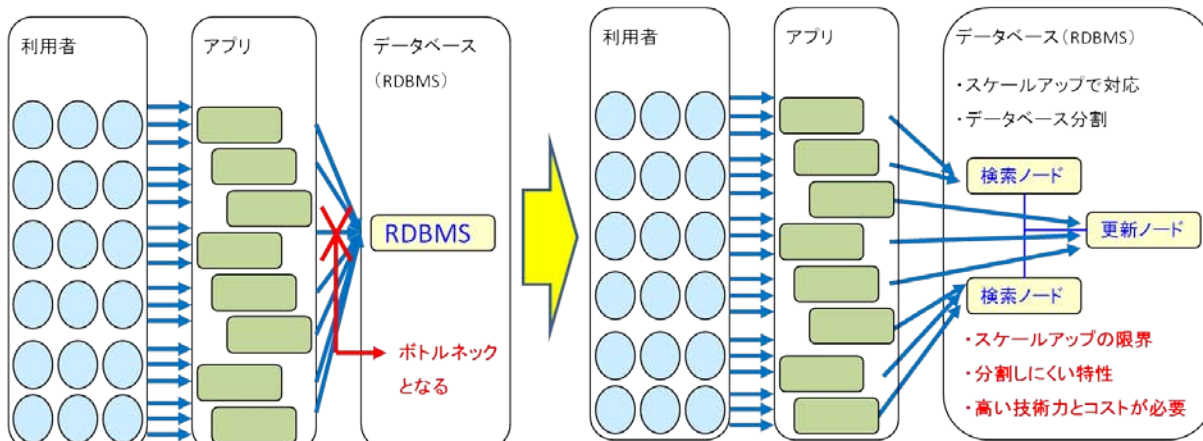 利用者
アプリ
データベース
(RDBMS)
RDBMS
ボトルネック
となる
利用者
アプリ
データベース(RDBMS)
・スケールアップで対応
・データベース分割
検索ノード
更新ノード
検索ノード
・スケールアップの限界
・分割しにくい特性
・高い技術力とコストが必要